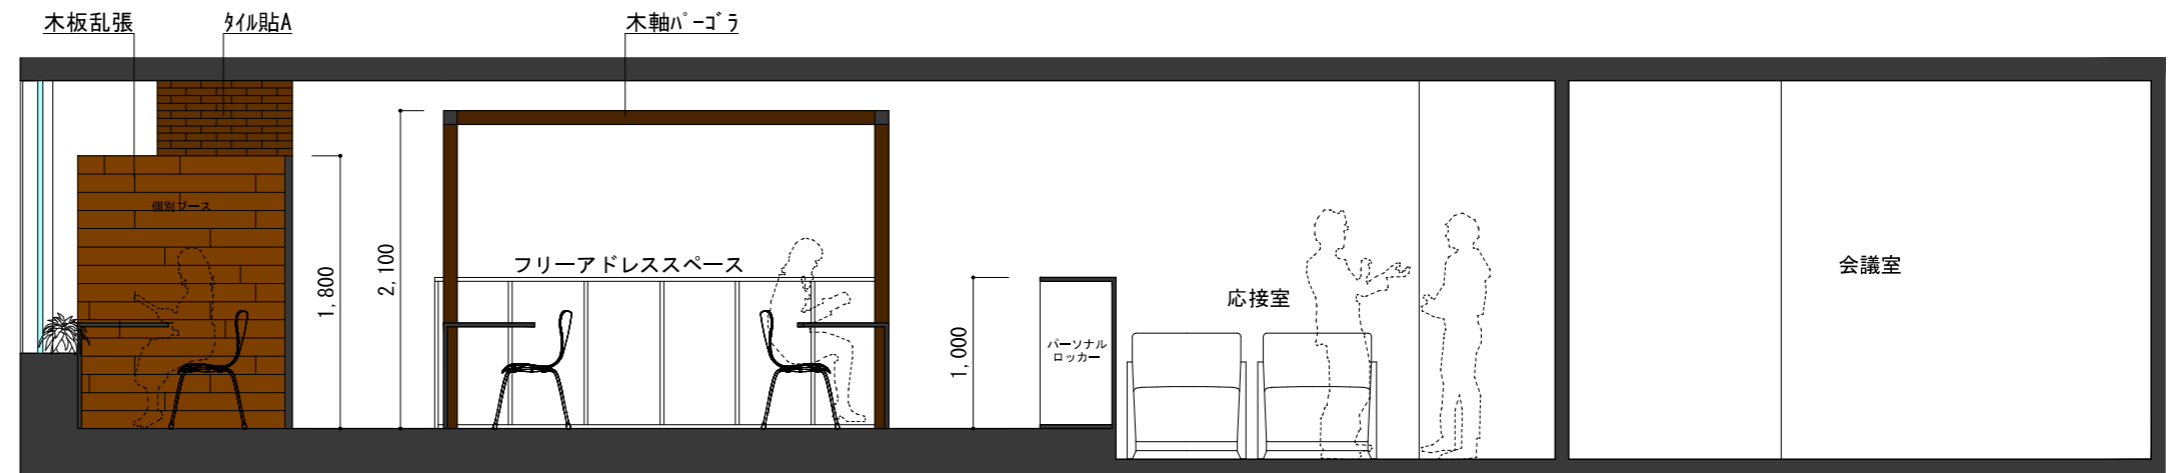 木板乱張
ﾀｲﾙ貼A
木軸ﾊﾟｰｺﾞﾗ
個別ブース
1,800
2,100
フリーアドレススペース
1,000
パーソナル
ロッカー
応接室
会議室